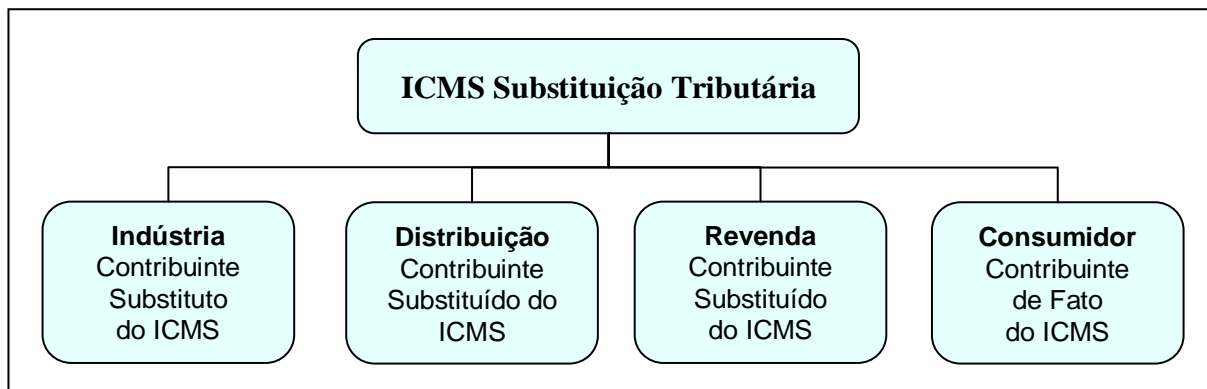 ICMS Substituição Tributária
Indústria
Contribuinte
Substituto
do ICMS
Distribuição
Contribuinte
Substituído do
ICMS
Revenda
Contribuinte
Substituído
do ICMS
Consumidor
Contribuinte
de Fato
do ICMS